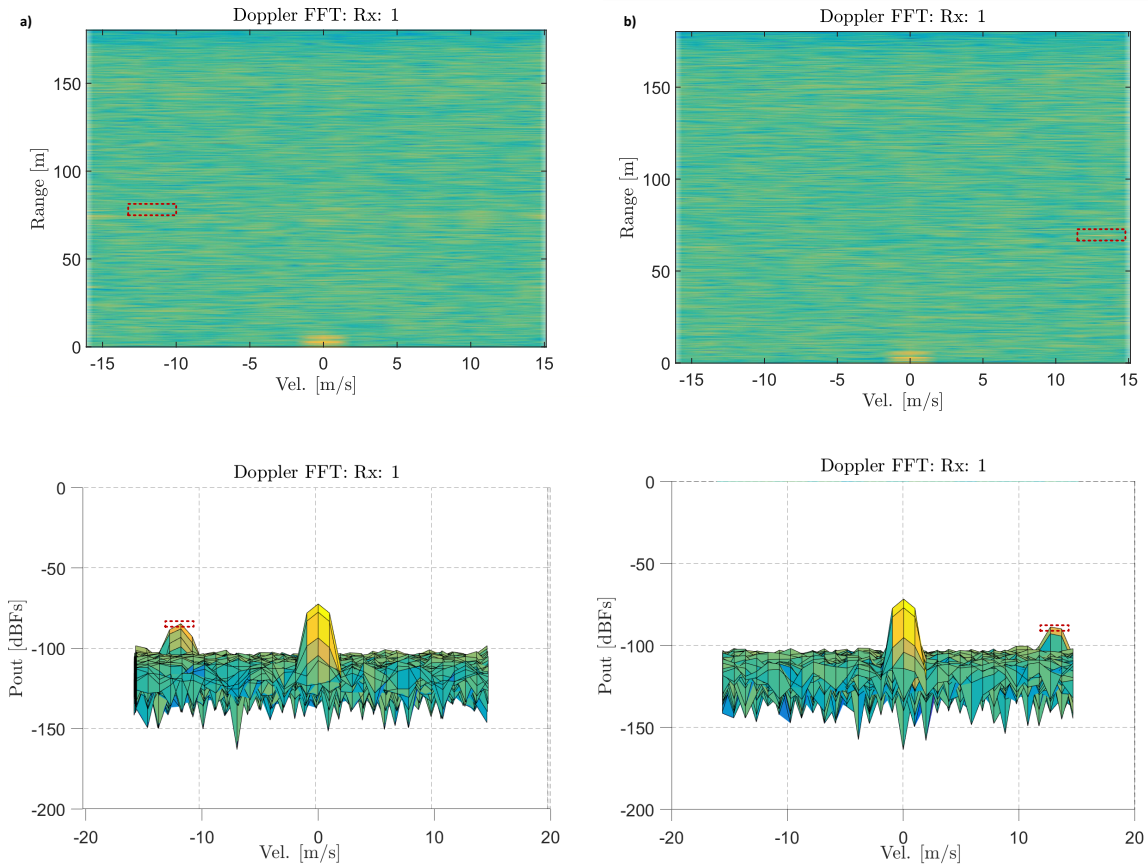 a)
Doppler FFT: Rx: 1
150
100
50
0
Range [m]
-15 -10 -5 0 5 10 15
Vel. [m/s]
b)
Doppler FFT: Rx: 1
150
100
50
0
Range [m]
-15 -10 -5 0 5 10 15
Vel. [m/s]
Doppler FFT: Rx: 1
0
-50
-100
-150
-200
Pout [dBFs]
-20 -10 0 10 20
Vel. [m/s]
Doppler FFT: Rx: 1
0
-50
-100
-150
-200
Pout [dBFs]
-20 -10 0 10 20
Vel. [m/s]